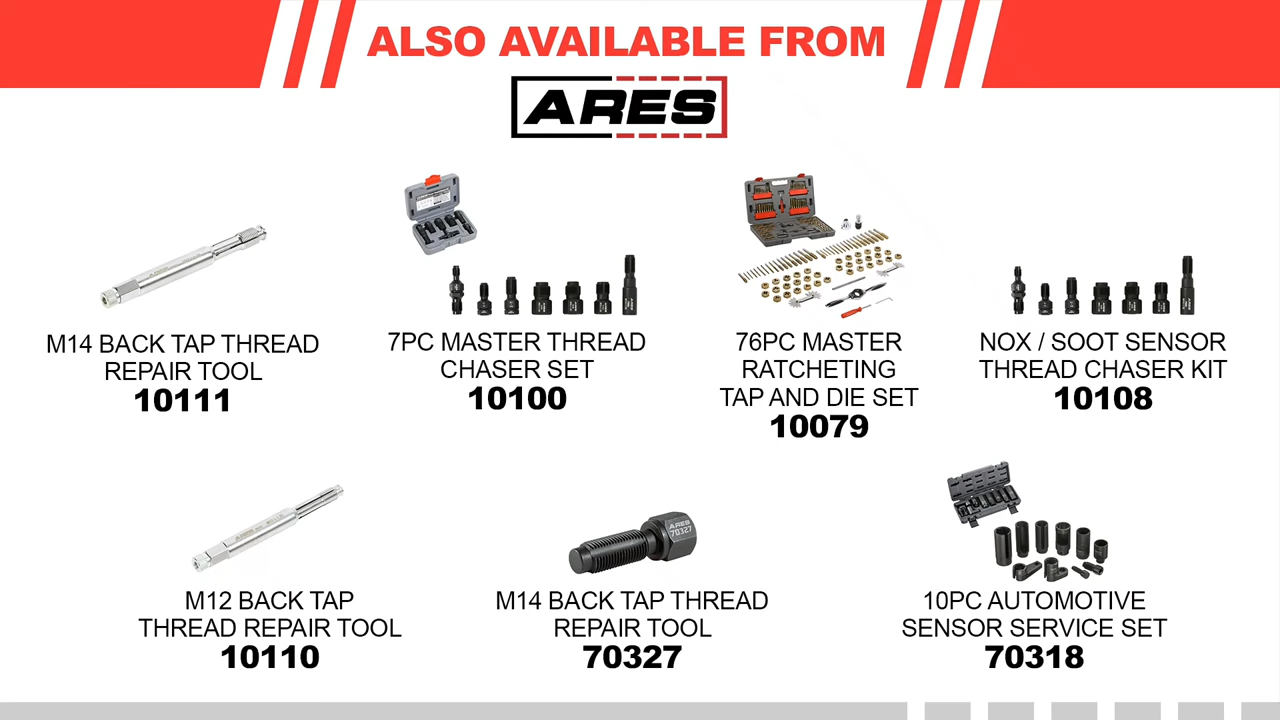 ALSO AVAILABLE FROM
ARES
M14 BACK TAP THREAD
REPAIR TOOL
10111
7PC MASTER THREAD
CHASER SET
10100
76PC MASTER
RATCHETING
TAP AND DIE SET
10079
NOX / SOOT SENSOR
THREAD CHASER KIT
10108
M12 BACK TAP
THREAD REPAIR TOOL
10110
ARES
70327
M14 BACK TAP THREAD
REPAIR TOOL
70327
10PC AUTOMOTIVE
SENSOR SERVICE SET
70318